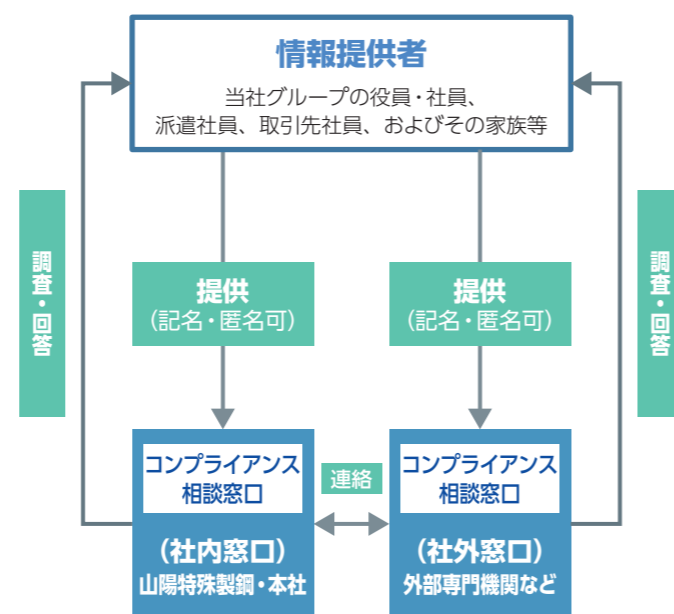 情報提供者
当社グループの役員・社員、
派遣社員、取引先社員、およびその家族等
調査・回答
提供
（記名・匿名可）
提供
（記名・匿名可）
調査・回答
コンプライアンス
相談窓口
（社内窓口）
山陽特殊製鋼・本社
連絡
コンプライアンス
相談窓口
（社外窓口）
外部専門機関など